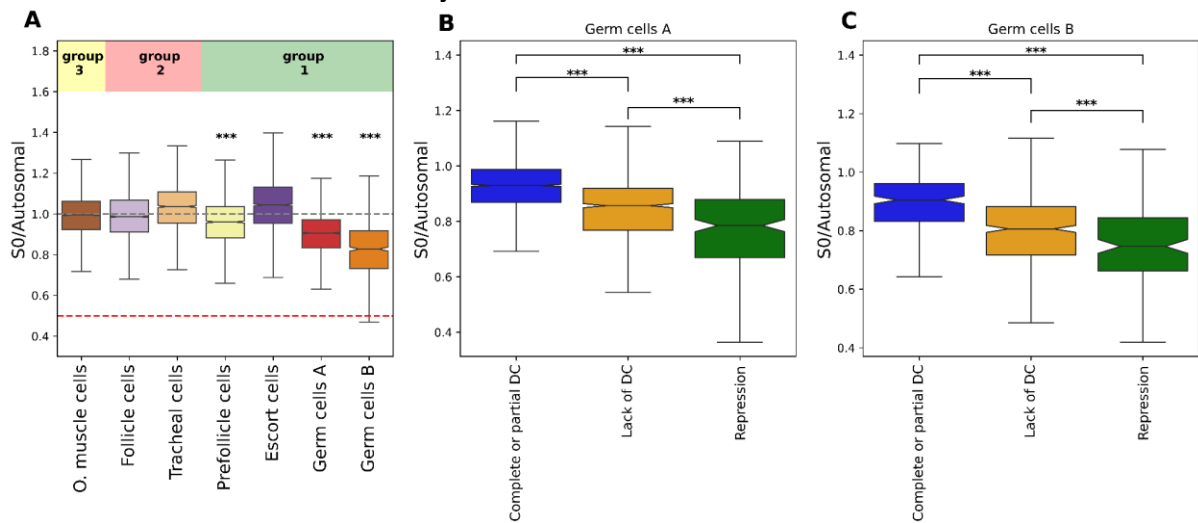 A
group
3
group
2
group
1
1.8
1.6
1.4
1.2
1.0
0.8
0.6
0.4
S0/Autosomal
***
***
***
O. muscle cells
Follicle cells
Tracheal cells
Prefollicle cells
Escort cells
Germ cells A
Germ cells B
B
Germ cells A
1.4
1.2
1.0
0.8
0.6
0.4
S0/Autosomal
***
***
***
Complete or partial DC
Lack of DC
Repression
C
Germ cells B
1.4
1.2
1.0
0.8
0.6
0.4
S0/Autosomal
***
***
***
Complete or partial DC
Lack of DC
Repression